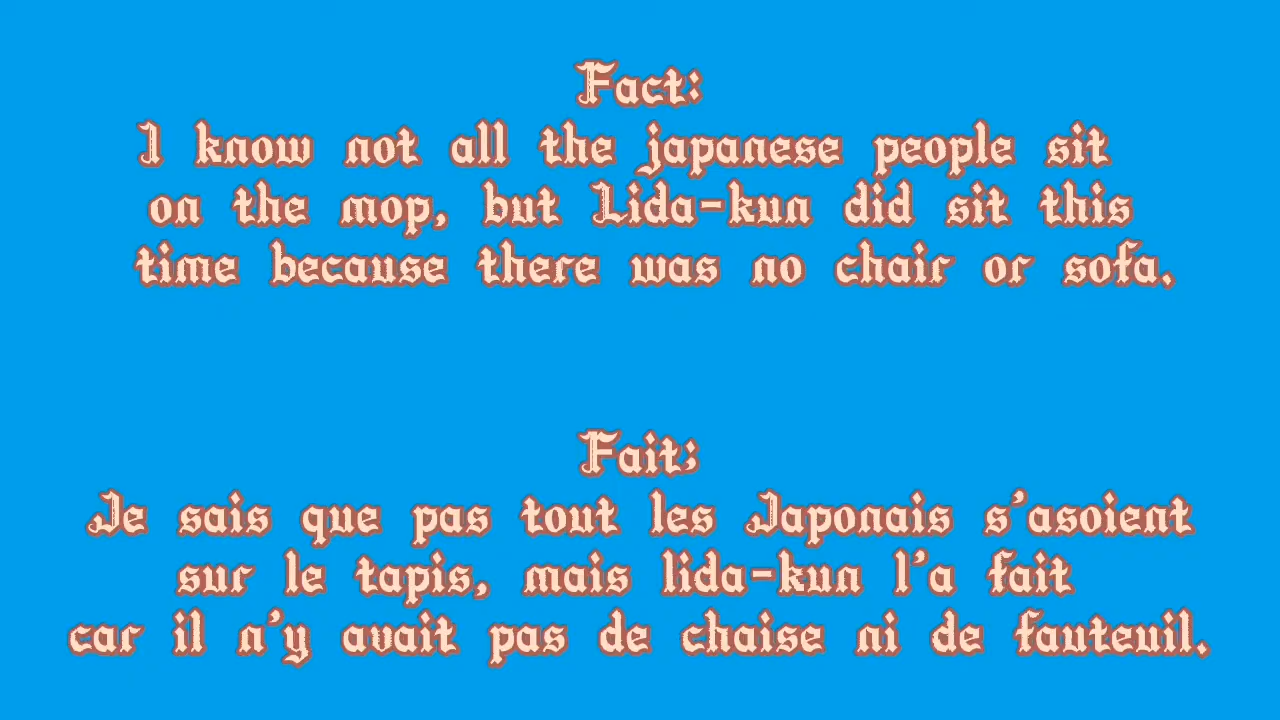 Fact:
I know not all the japanese people sit
on the mop, but Lida-kun did sit this
time because there was no chair or sofa.
Fait:
Je sais que pas tout les Japonais s'asoient
sur le tapis, mais lida-kun l'a fait
car il n'y avait pas de chaise ni de fauteuil.